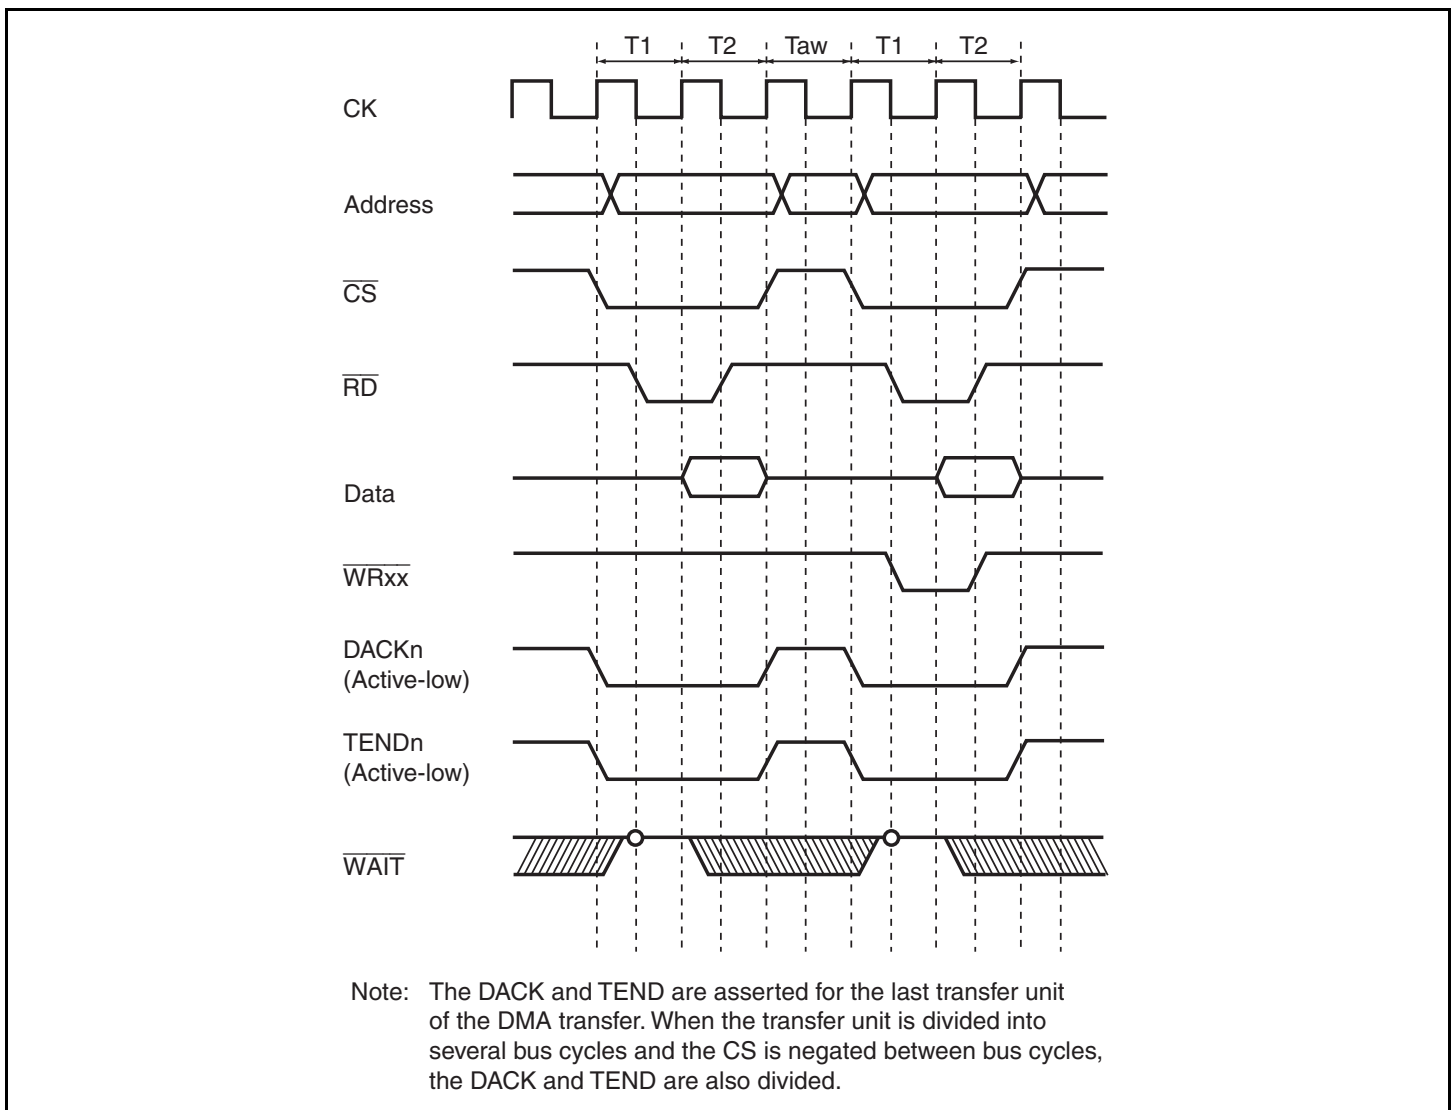 T1 T2 Taw T1 T2
CK
Address
CS
RD
Data
WRxx
DACKn
(Active-low)
TENDn
(Active-low)
WAIT
Note: The DACK and TEND are asserted for the last transfer unit
of the DMA transfer. When the transfer unit is divided into
several bus cycles and the CS is negated between bus cycles,
the DACK and TEND are also divided.